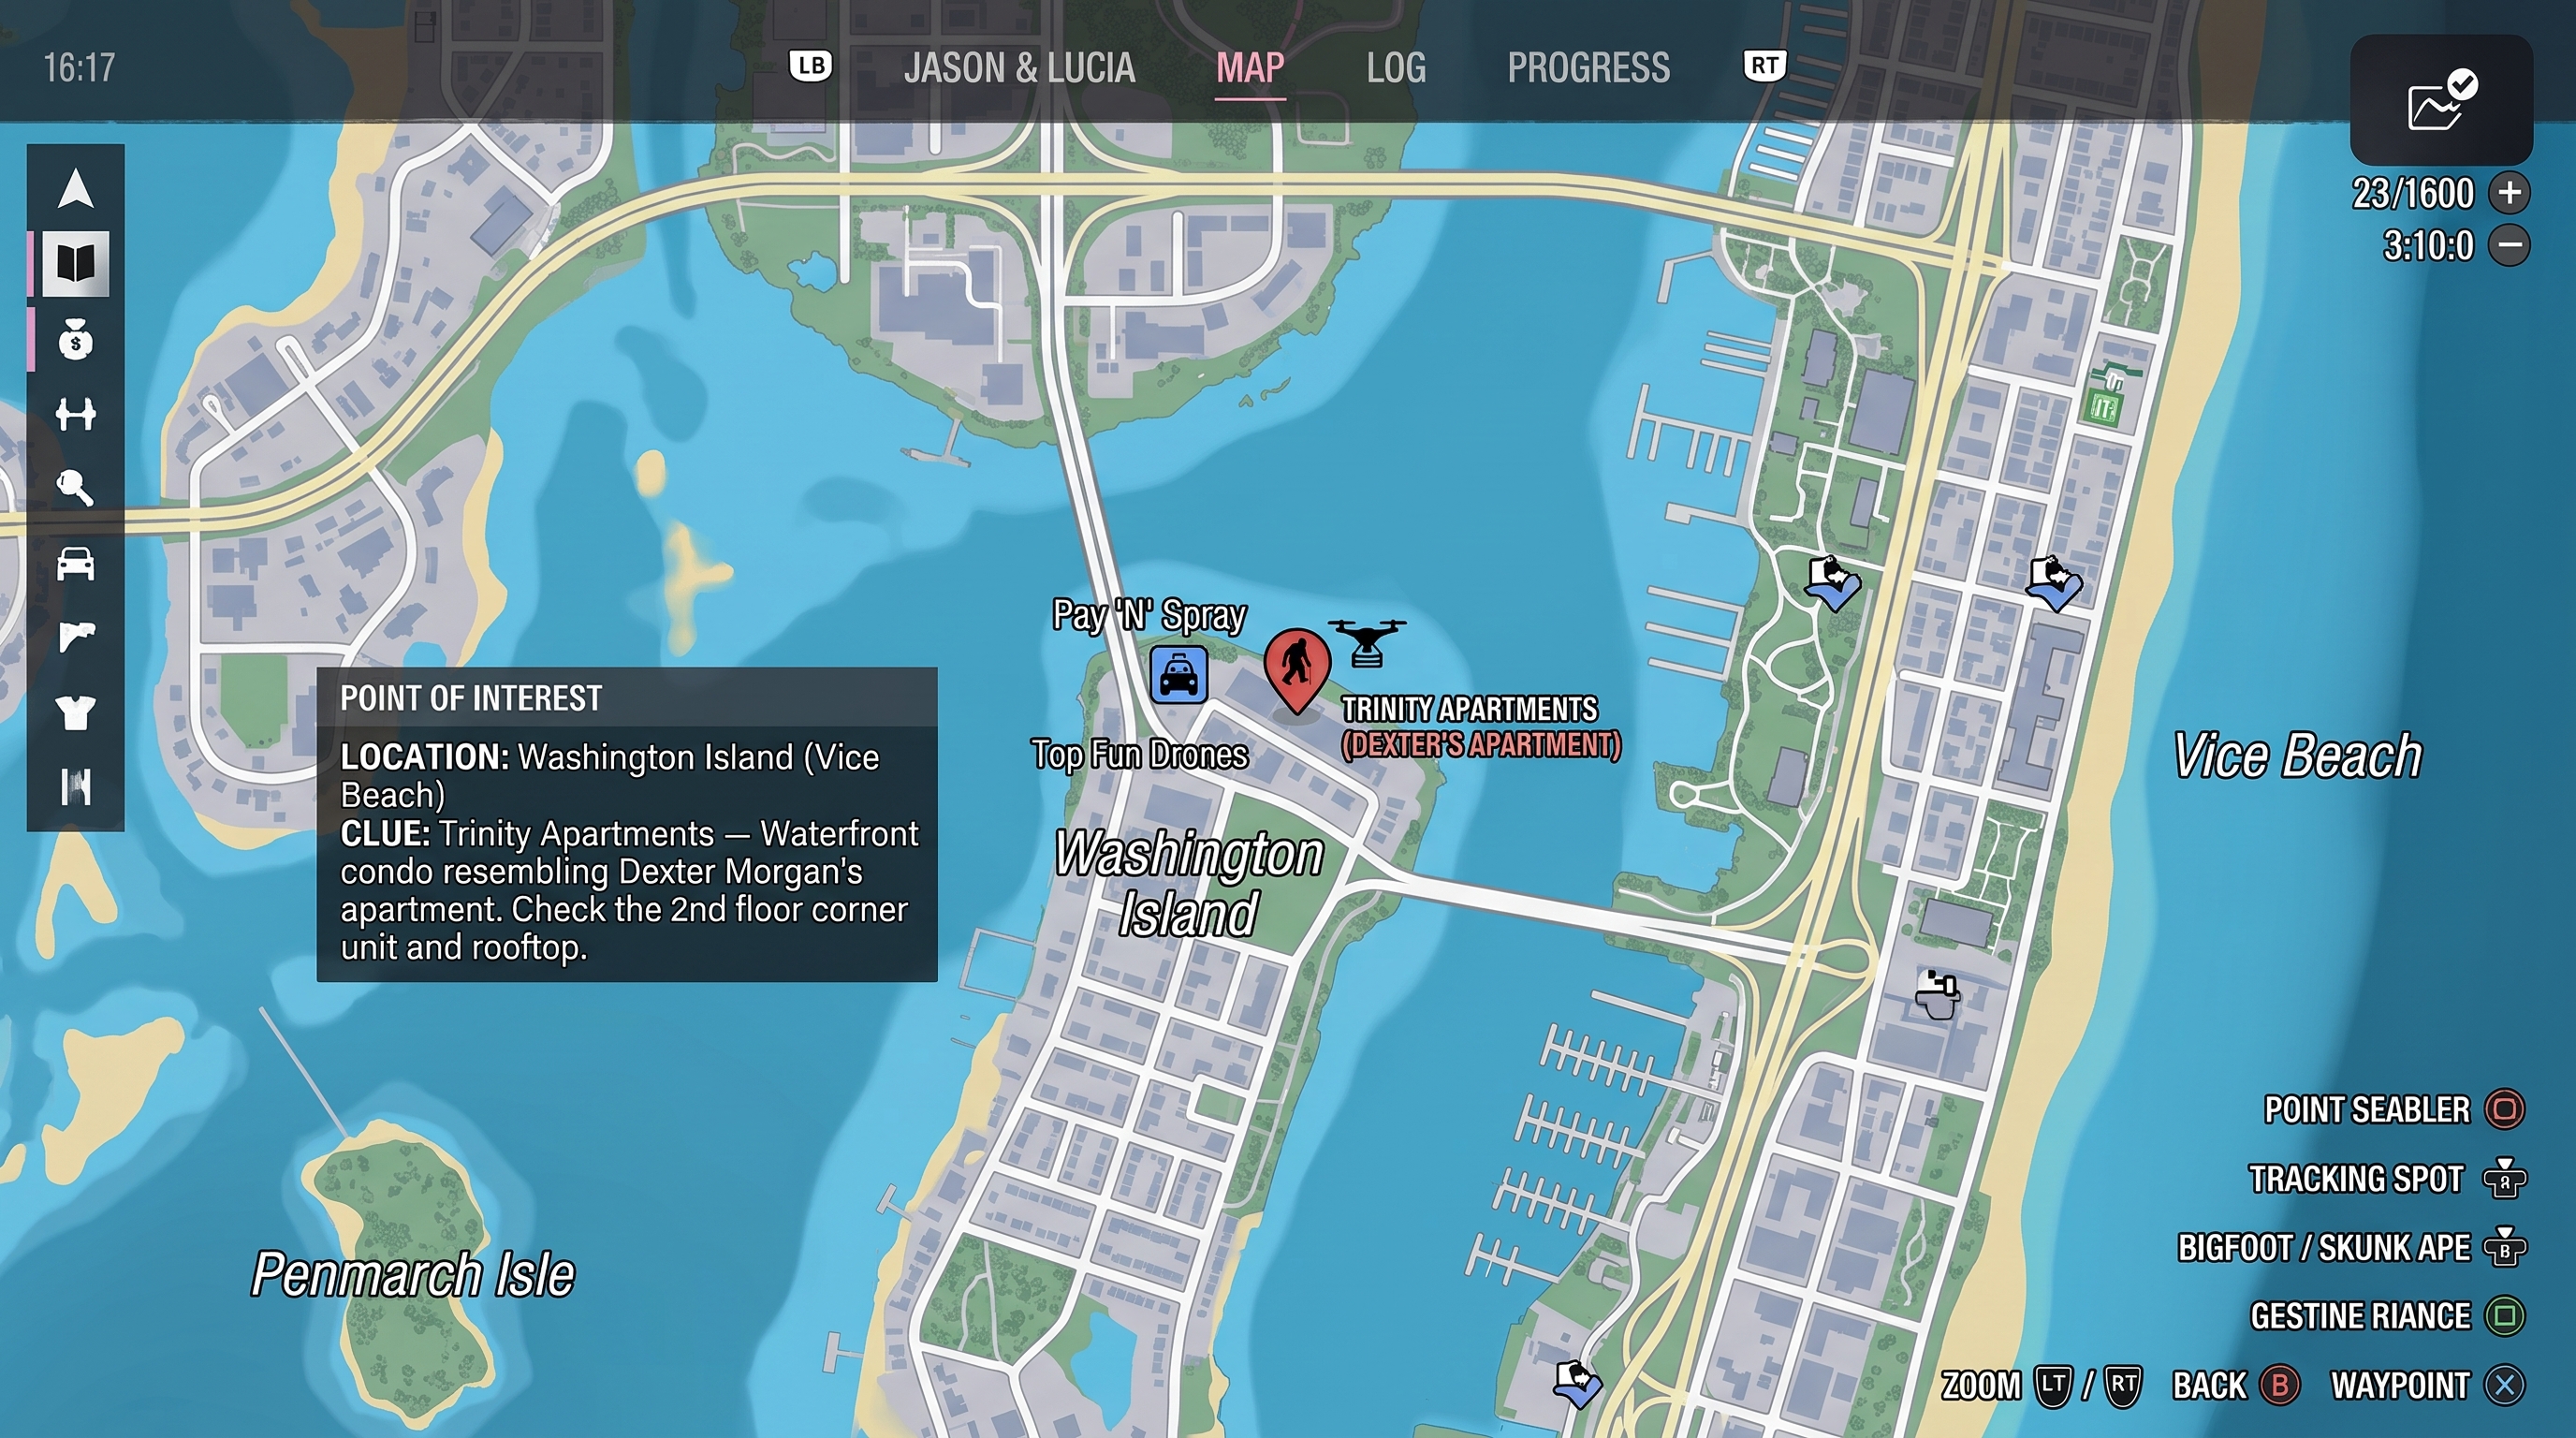 16:17
LB
JASON & LUCIA
MAP
LOG
PROGRESS
RT
23/1600
3:10:0
Pay 'N' Spray
TRINITY APARTMENTS
(DEXTER'S APARTMENT)
Top Fun Drones
POINT OF INTEREST
LOCATION: Washington Island (Vice
Beach)
CLUE: Trinity Apartments — Waterfront
condo resembling Dexter Morgan's
apartment. Check the 2nd floor corner
unit and rooftop.
Washington
Island
Vice Beach
Penmarch Isle
POINT SEABLER
TRACKING SPOT
BIGFOOT / SKUNK APE B
GESTINE RIANCE
ZOOM LT / RT BACK B WAYPOINT X